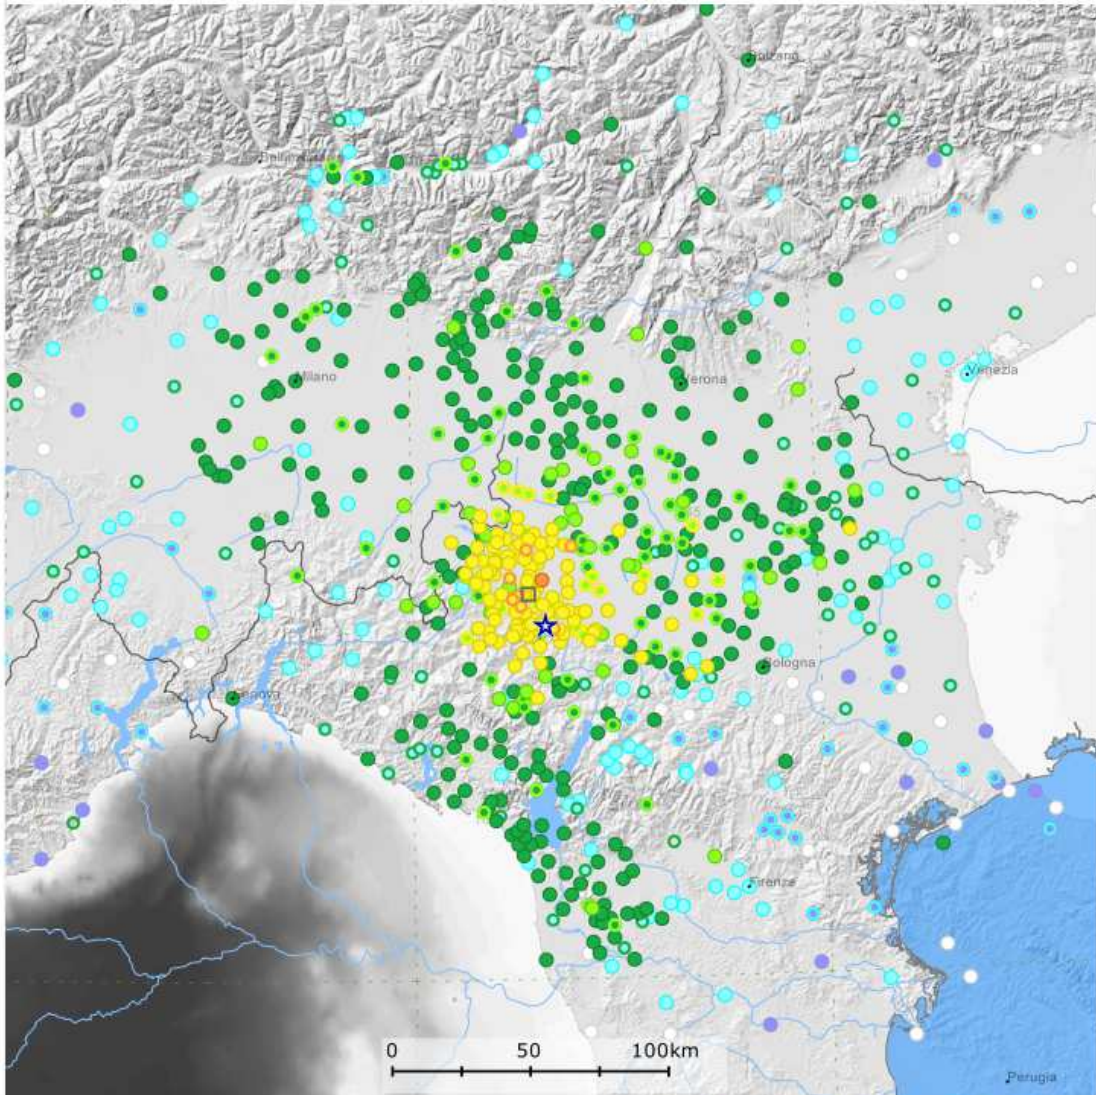 Bolzano
Milano
Verona
Venezia
Bologna
Genova
Firenze
0 50 100km
Perugia